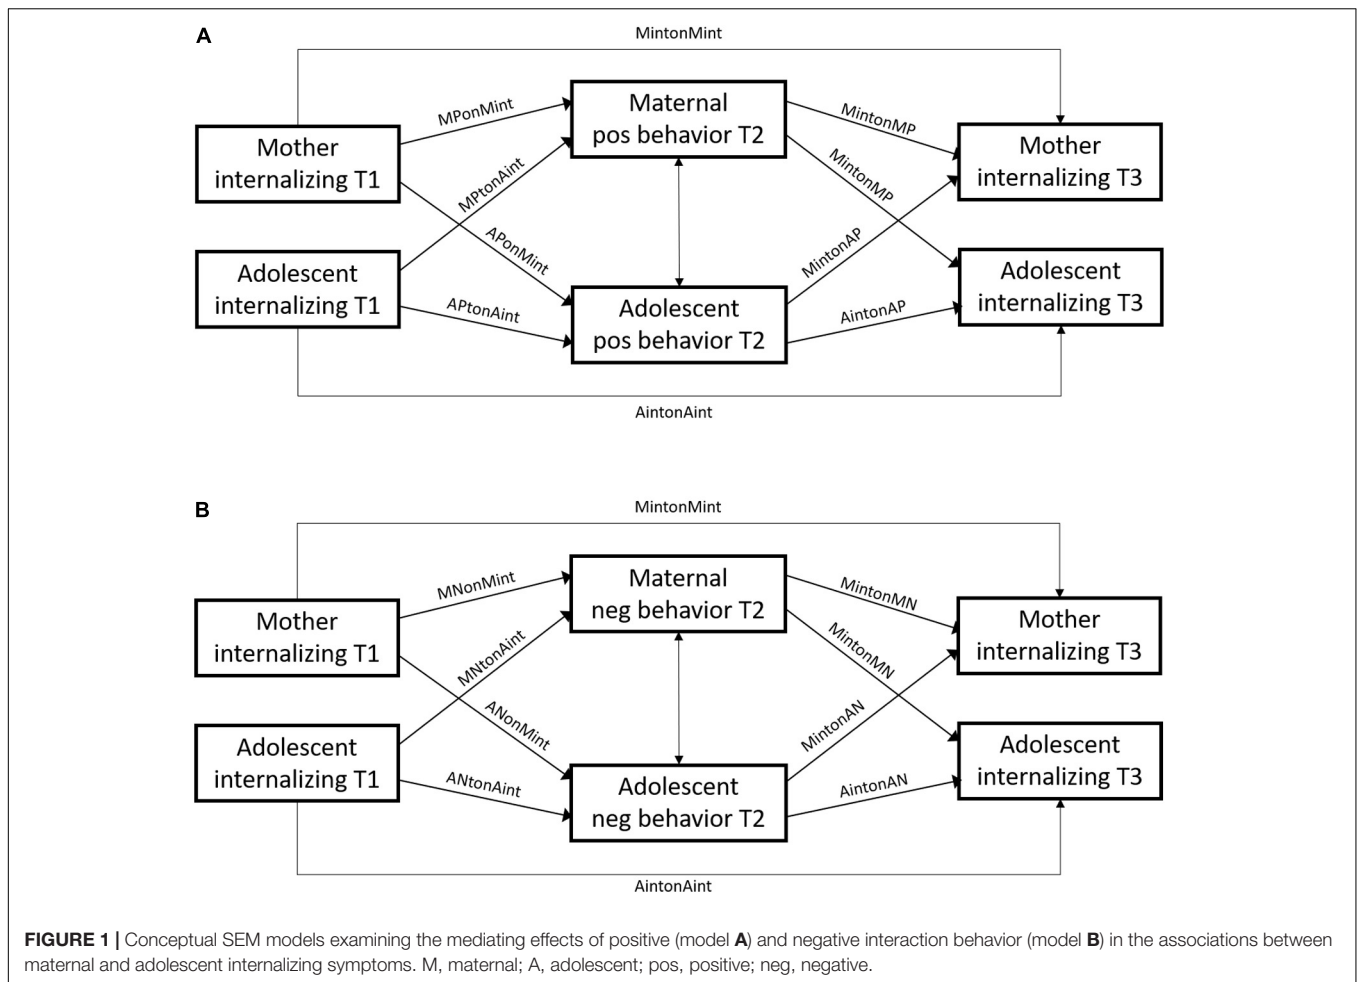 A
MintonMint
Mother
internalizing T1
Adolescent
internalizing T1
MPonMint
MPtonAint
APonMint
APtonAint
Maternal
pos behavior T2
Adolescent
pos behavior T2
MintonMP
MintonMP
MintonAP
AintonAP
Mother
internalizing T3
Adolescent
internalizing T3
AintonAint
B
MintonMint
Mother
internalizing T1
Adolescent
internalizing T1
MNonMint
MNtonAint
ANonMint
ANtonAint
Maternal
neg behavior T2
Adolescent
neg behavior T2
MintonMN
MintonMN
MintonAN
AintonAN
Mother
internalizing T3
Adolescent
internalizing T3
AintonAint
FIGURE 1 | Conceptual SEM models examining the mediating effects of positive (model A) and negative interaction behavior (model B) in the associations between
maternal and adolescent internalizing symptoms. M, maternal; A, adolescent; pos, positive; neg, negative.